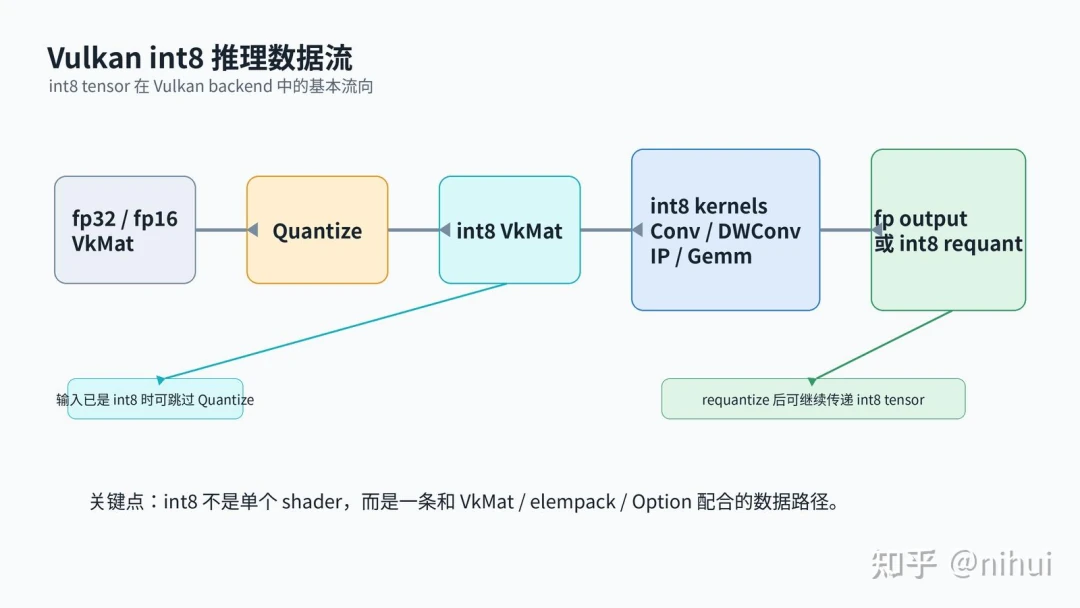 Vulkan int8 推理数据流
int8 tensor 在 Vulkan backend 中的基本流向
fp32 / fp16
VkMat
Quantize
int8 VkMat
int8 kernels
Conv / DWConv
IP / Gemm
fp output
或 int8 requant
输入已是 int8 时可跳过 Quantize
requantize 后可继续传递 int8 tensor
关键点：int8 不是单个 shader，而是一条和 VkMat / elempack / Option 配合的数据路径。
知乎 @nihui